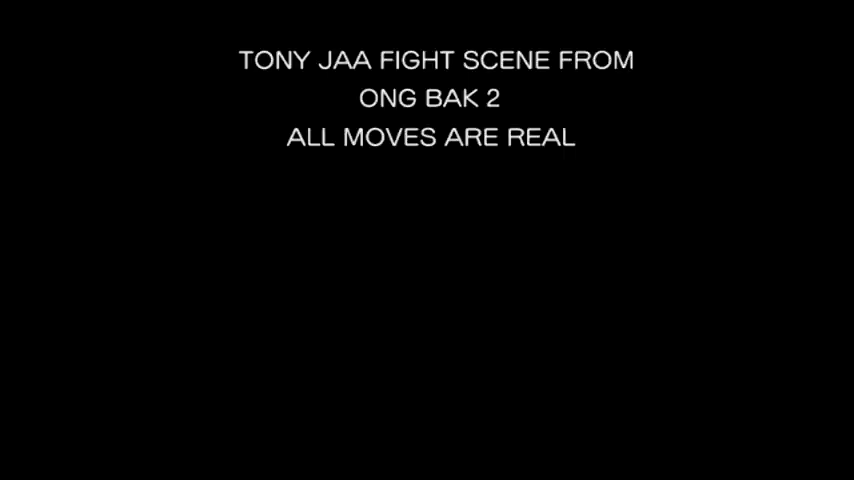 TONY JAA FIGHT SCENE FROM
ONG BAK 2
ALL MOVES ARE REAL